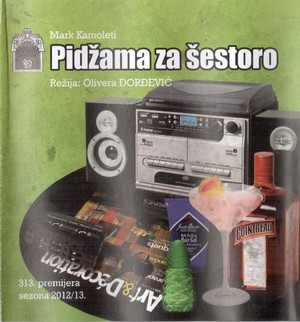 Mark Kamoleti
Pidžama za šestoro
Režija: Olivera ĐORĐEVIĆ
COINTREAU
Art & Decoration
313. premijera
sezona 2012/13.